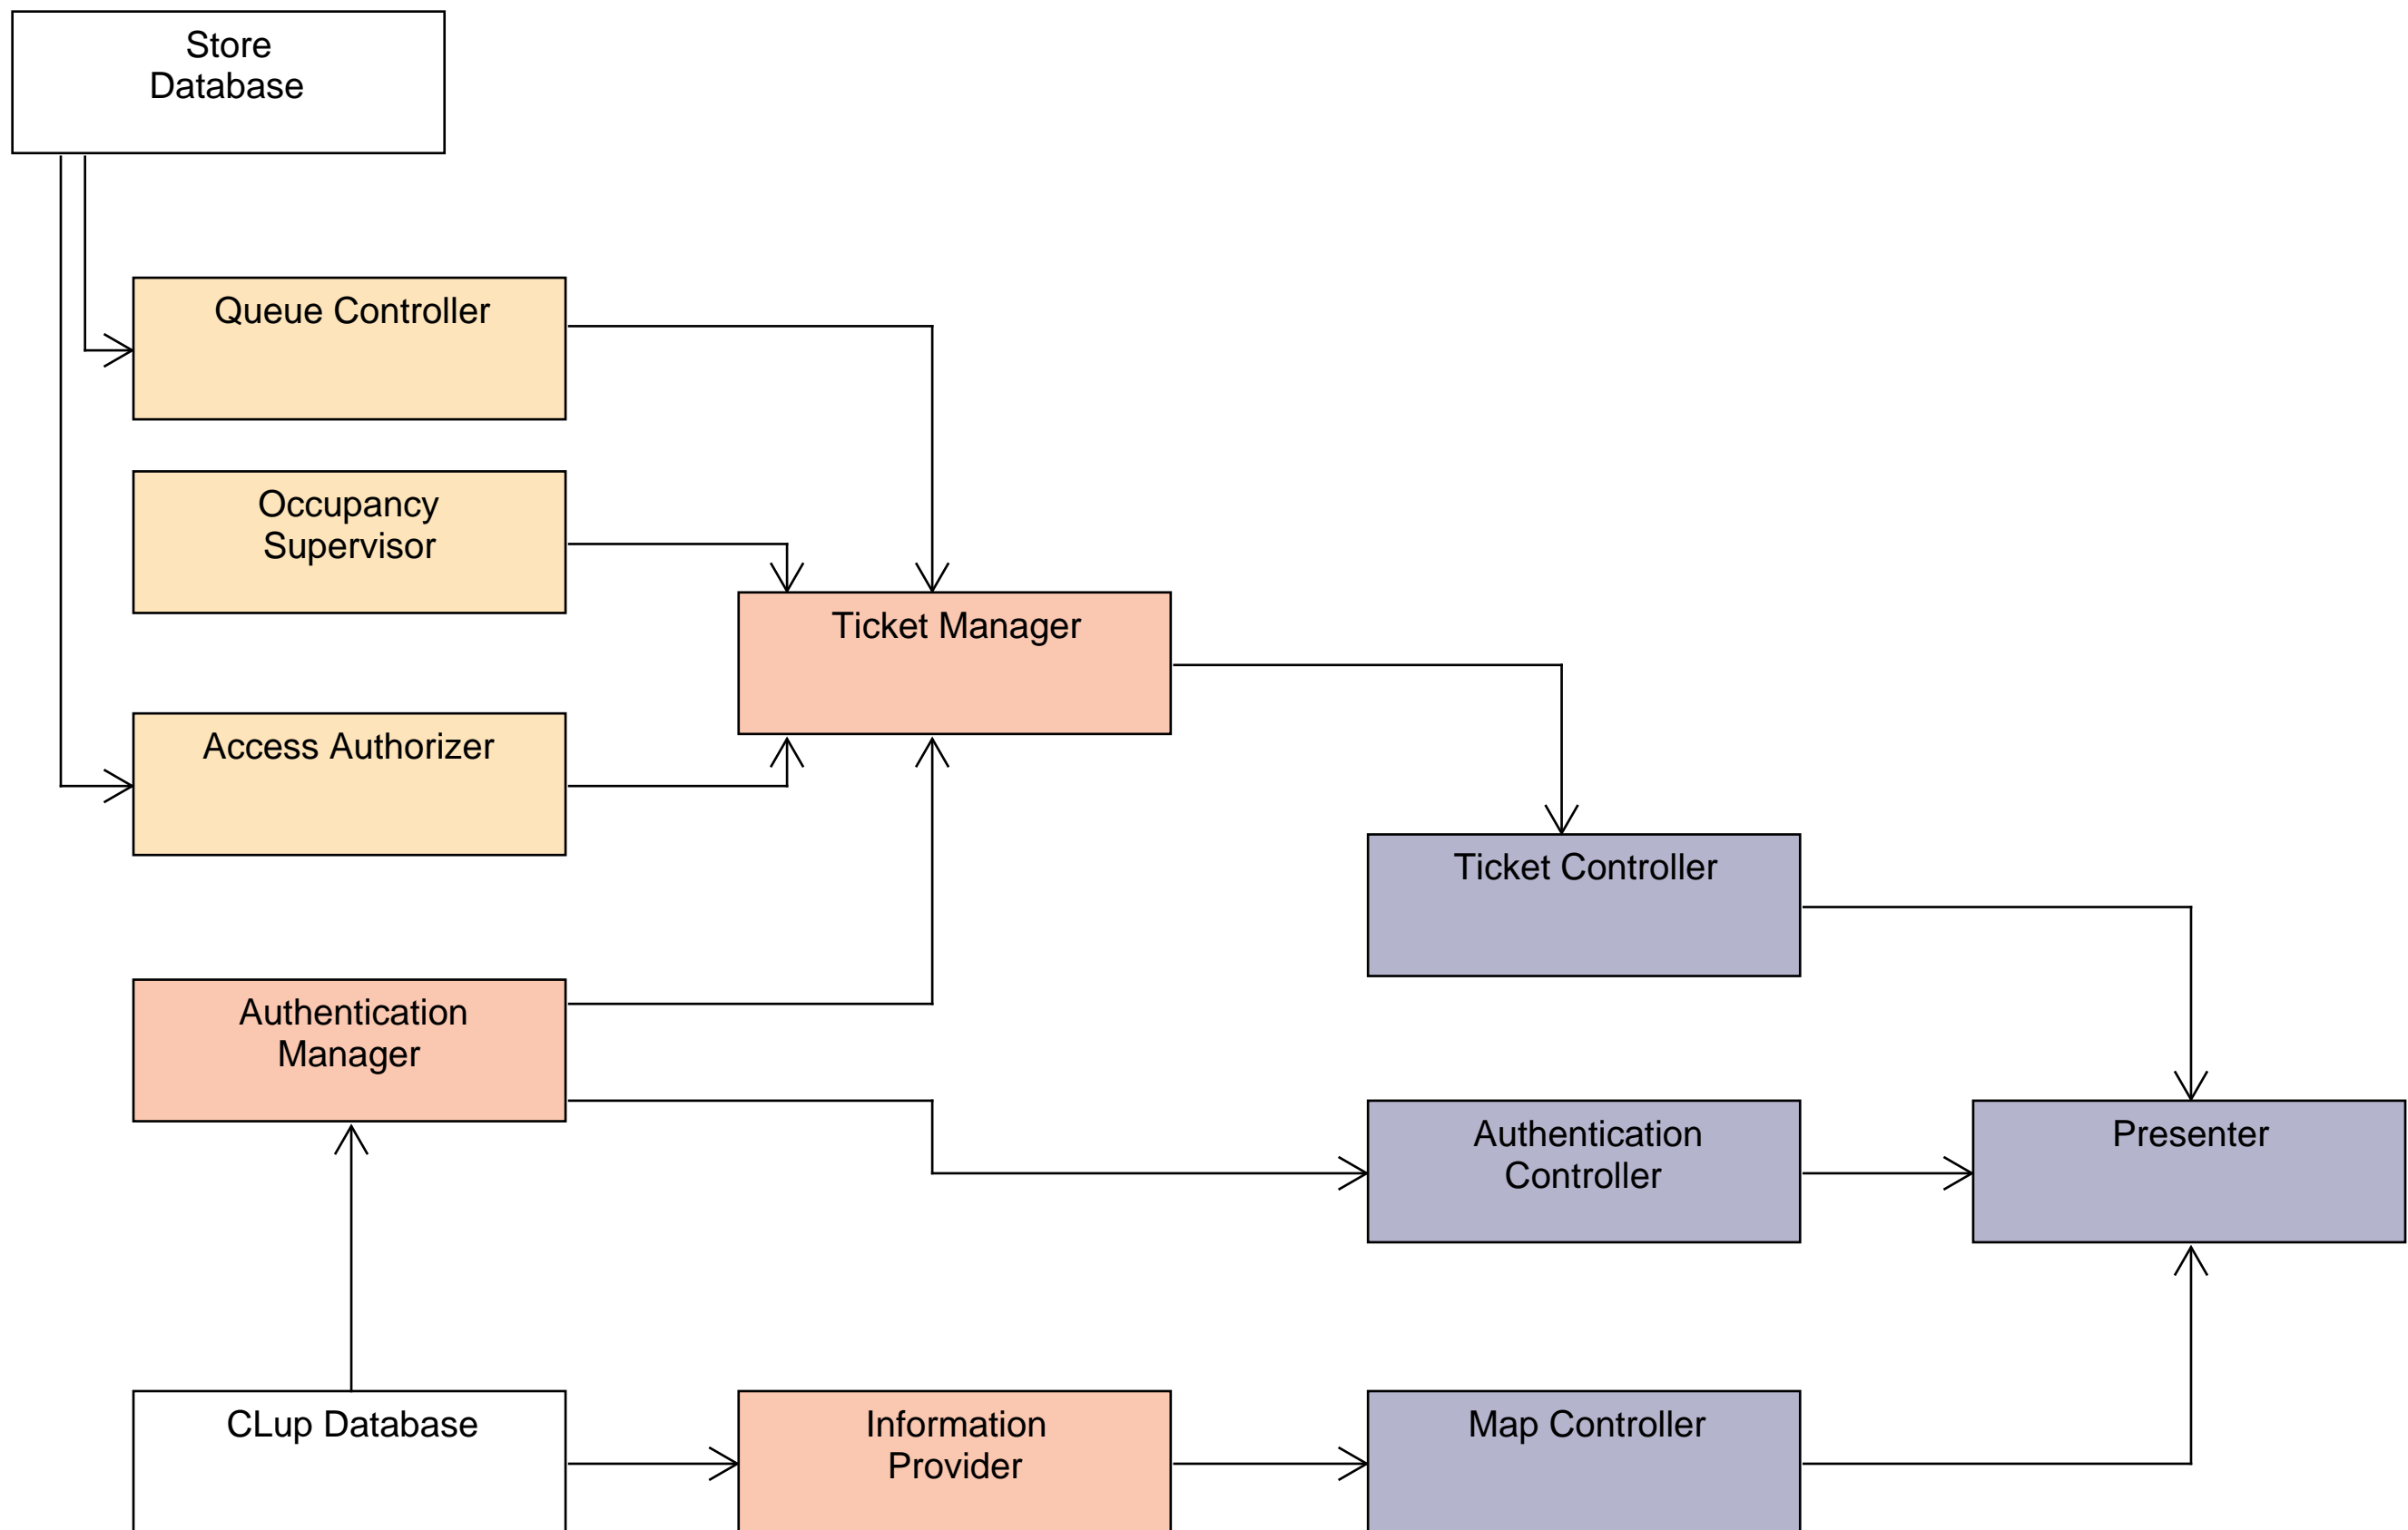 Store
Database
Queue Controller
Occupancy
Supervisor
Ticket Manager
Access Authorizer
Ticket Controller
Authentication
Manager
Authentication
Controller
Presenter
CLup Database
Information
Provider
Map Controller